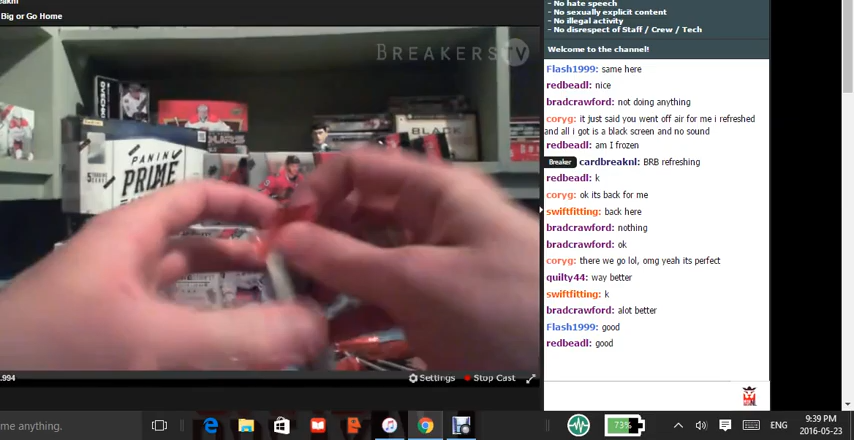 Big or Go Home
BREAKERS TV
PANINI
PRIME
BLACK
.994
Settings
Stop Cast
- No hate speech
- No sexually explicit content
- No illegal activity
- No disrespect of Staff / Crew / Tech
Welcome to the channel!
Flash1999: same here
redbeadl: nice
bradcrawford: not doing anything
coryg: it just said you went off air for me i refreshed
and all i got is a black screen and no sound
redbeadl: am I frozen
Breaker cardbreaknl: BRB refreshing
redbeadl: k
coryg: ok its back for me
swiftfitting: back here
bradcrawford: nothing
bradcrawford: ok
coryg: there we go lol, omg yeah its perfect
quilty44: way better
swiftfitting: k
bradcrawford: alot better
Flash1999: good
redbeadl: good
me anything.
73%
ENG
9:39 PM
2016-05-23